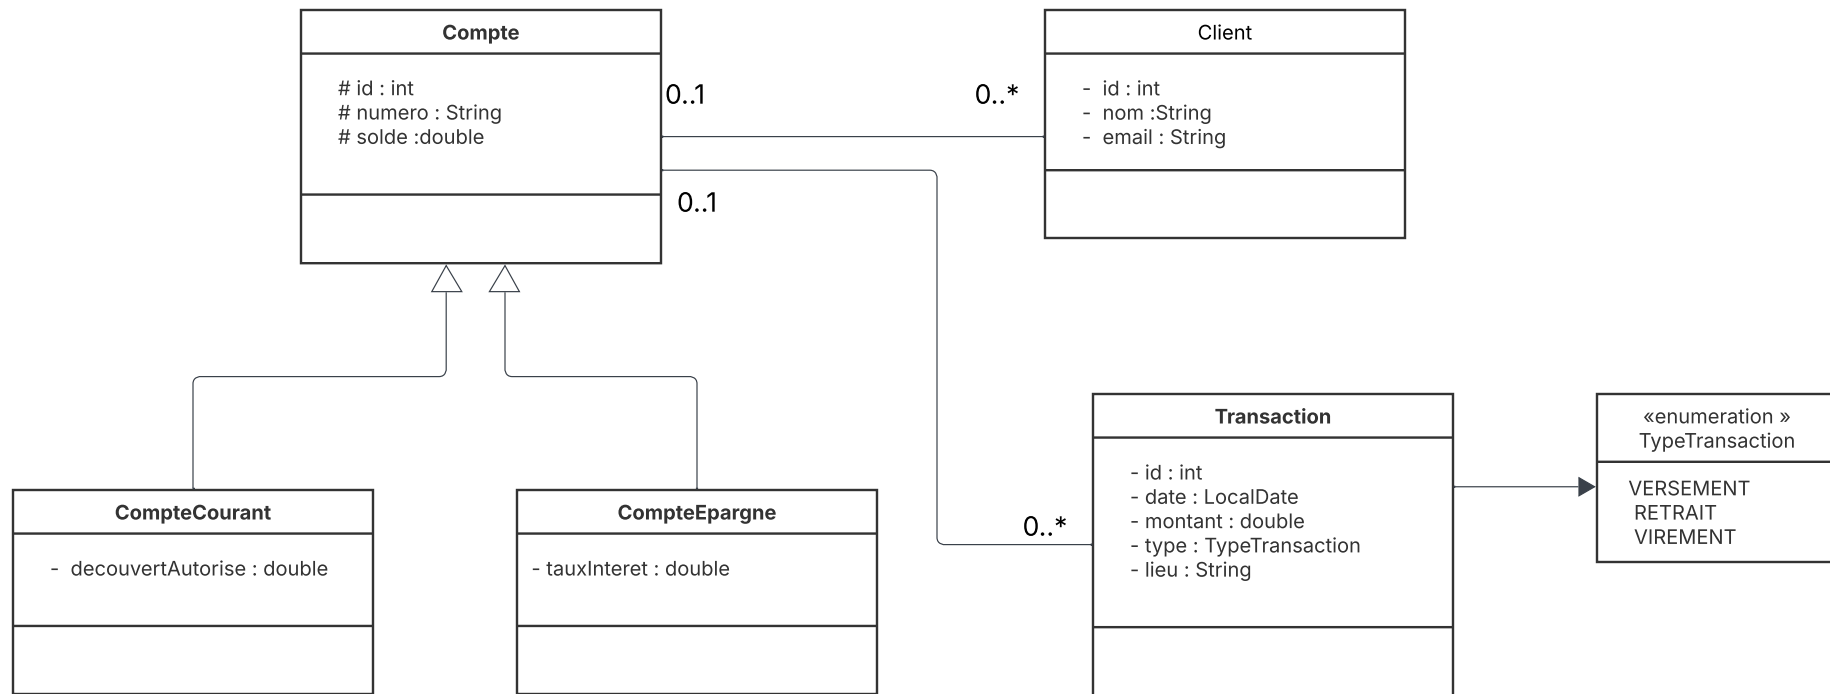 Compte
# id : int
# numero : String
# solde :double
0..1
0..*
Client
- id : int
- nom :String
- email : String
0..1
CompteCourant
- decouvertAutorise : double
CompteEpargne
- tauxInteret : double
0..*
Transaction
- id : int
- date : LocalDate
- montant : double
- type : TypeTransaction
- lieu : String
«enumeration »
TypeTransaction
VERSEMENT
RETRAIT
VIREMENT